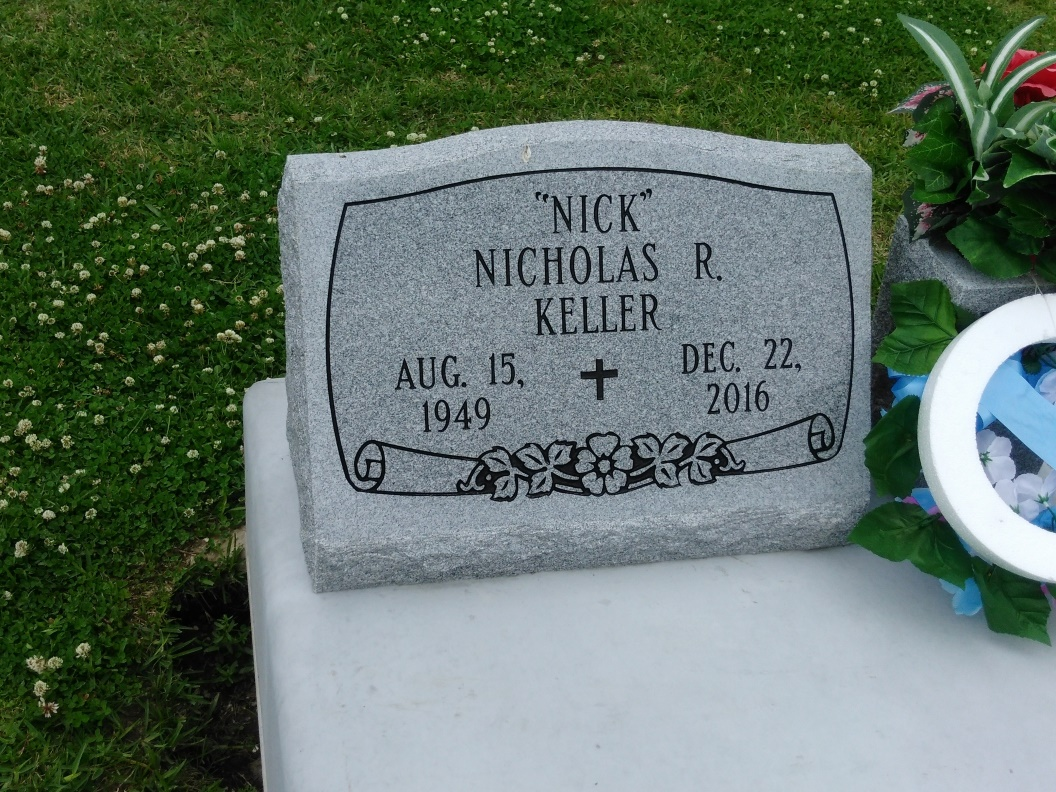 "NICK"
NICHOLAS R.
KELLER
AUG. 15,
1949
DEC. 22,
2016